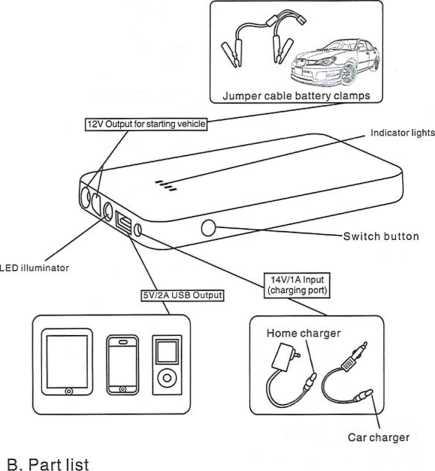 Jumper cable battery clamps
12V Output for starting vehicle
Indicator lights
Switch button
LED illuminator
5V/2A USB Output
14V/1A Input
(charging port)
Home charger
Car charger
B. Part list